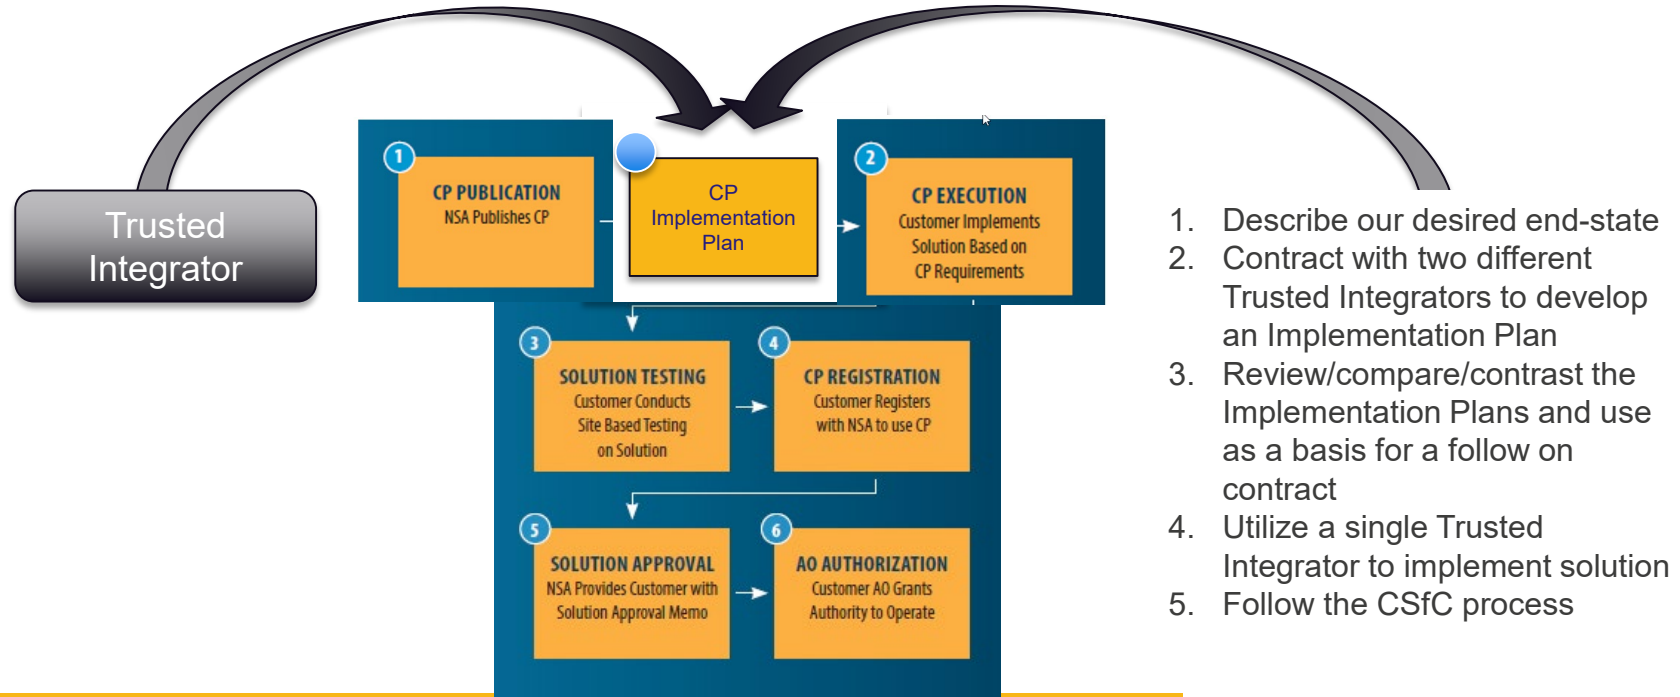 Trusted
Integrator
1
CP PUBLICATION
NSA Publishes CP
CP
Implementation
Plan
2
CP EXECUTION
Customer Implements
Solution Based on
CP Requirements
3
SOLUTION TESTING
Customer Conducts
Site Based Testing
on Solution
4
CP REGISTRATION
Customer Registers
with NSA to use CP
5
SOLUTION APPROVAL
NSA Provides Customer with
Solution Approval Memo
6
AO AUTHORIZATION
Customer AO Grants
Authority to Operate
1. Describe our desired end-state
2. Contract with two different
Trusted Integrators to develop
an Implementation Plan
3. Review/compare/contrast the
Implementation Plans and use
as a basis for a follow on
contract
4. Utilize a single Trusted
Integrator to implement solution
5. Follow the CSfC process